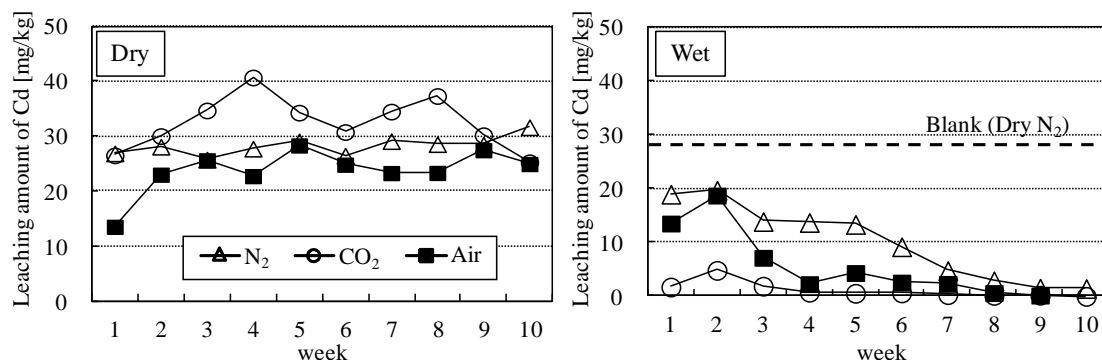 Leaching amount of Cd [mg/kg]
50
40
30
20
10
0
Dry
N₂
CO₂
Air
1 2 3 4 5 6 7 8 9 10
week
Leaching amount of Cd [mg/kg]
50
40
30
20
10
0
Wet
Blank (Dry N₂)
1 2 3 4 5 6 7 8 9 10
week